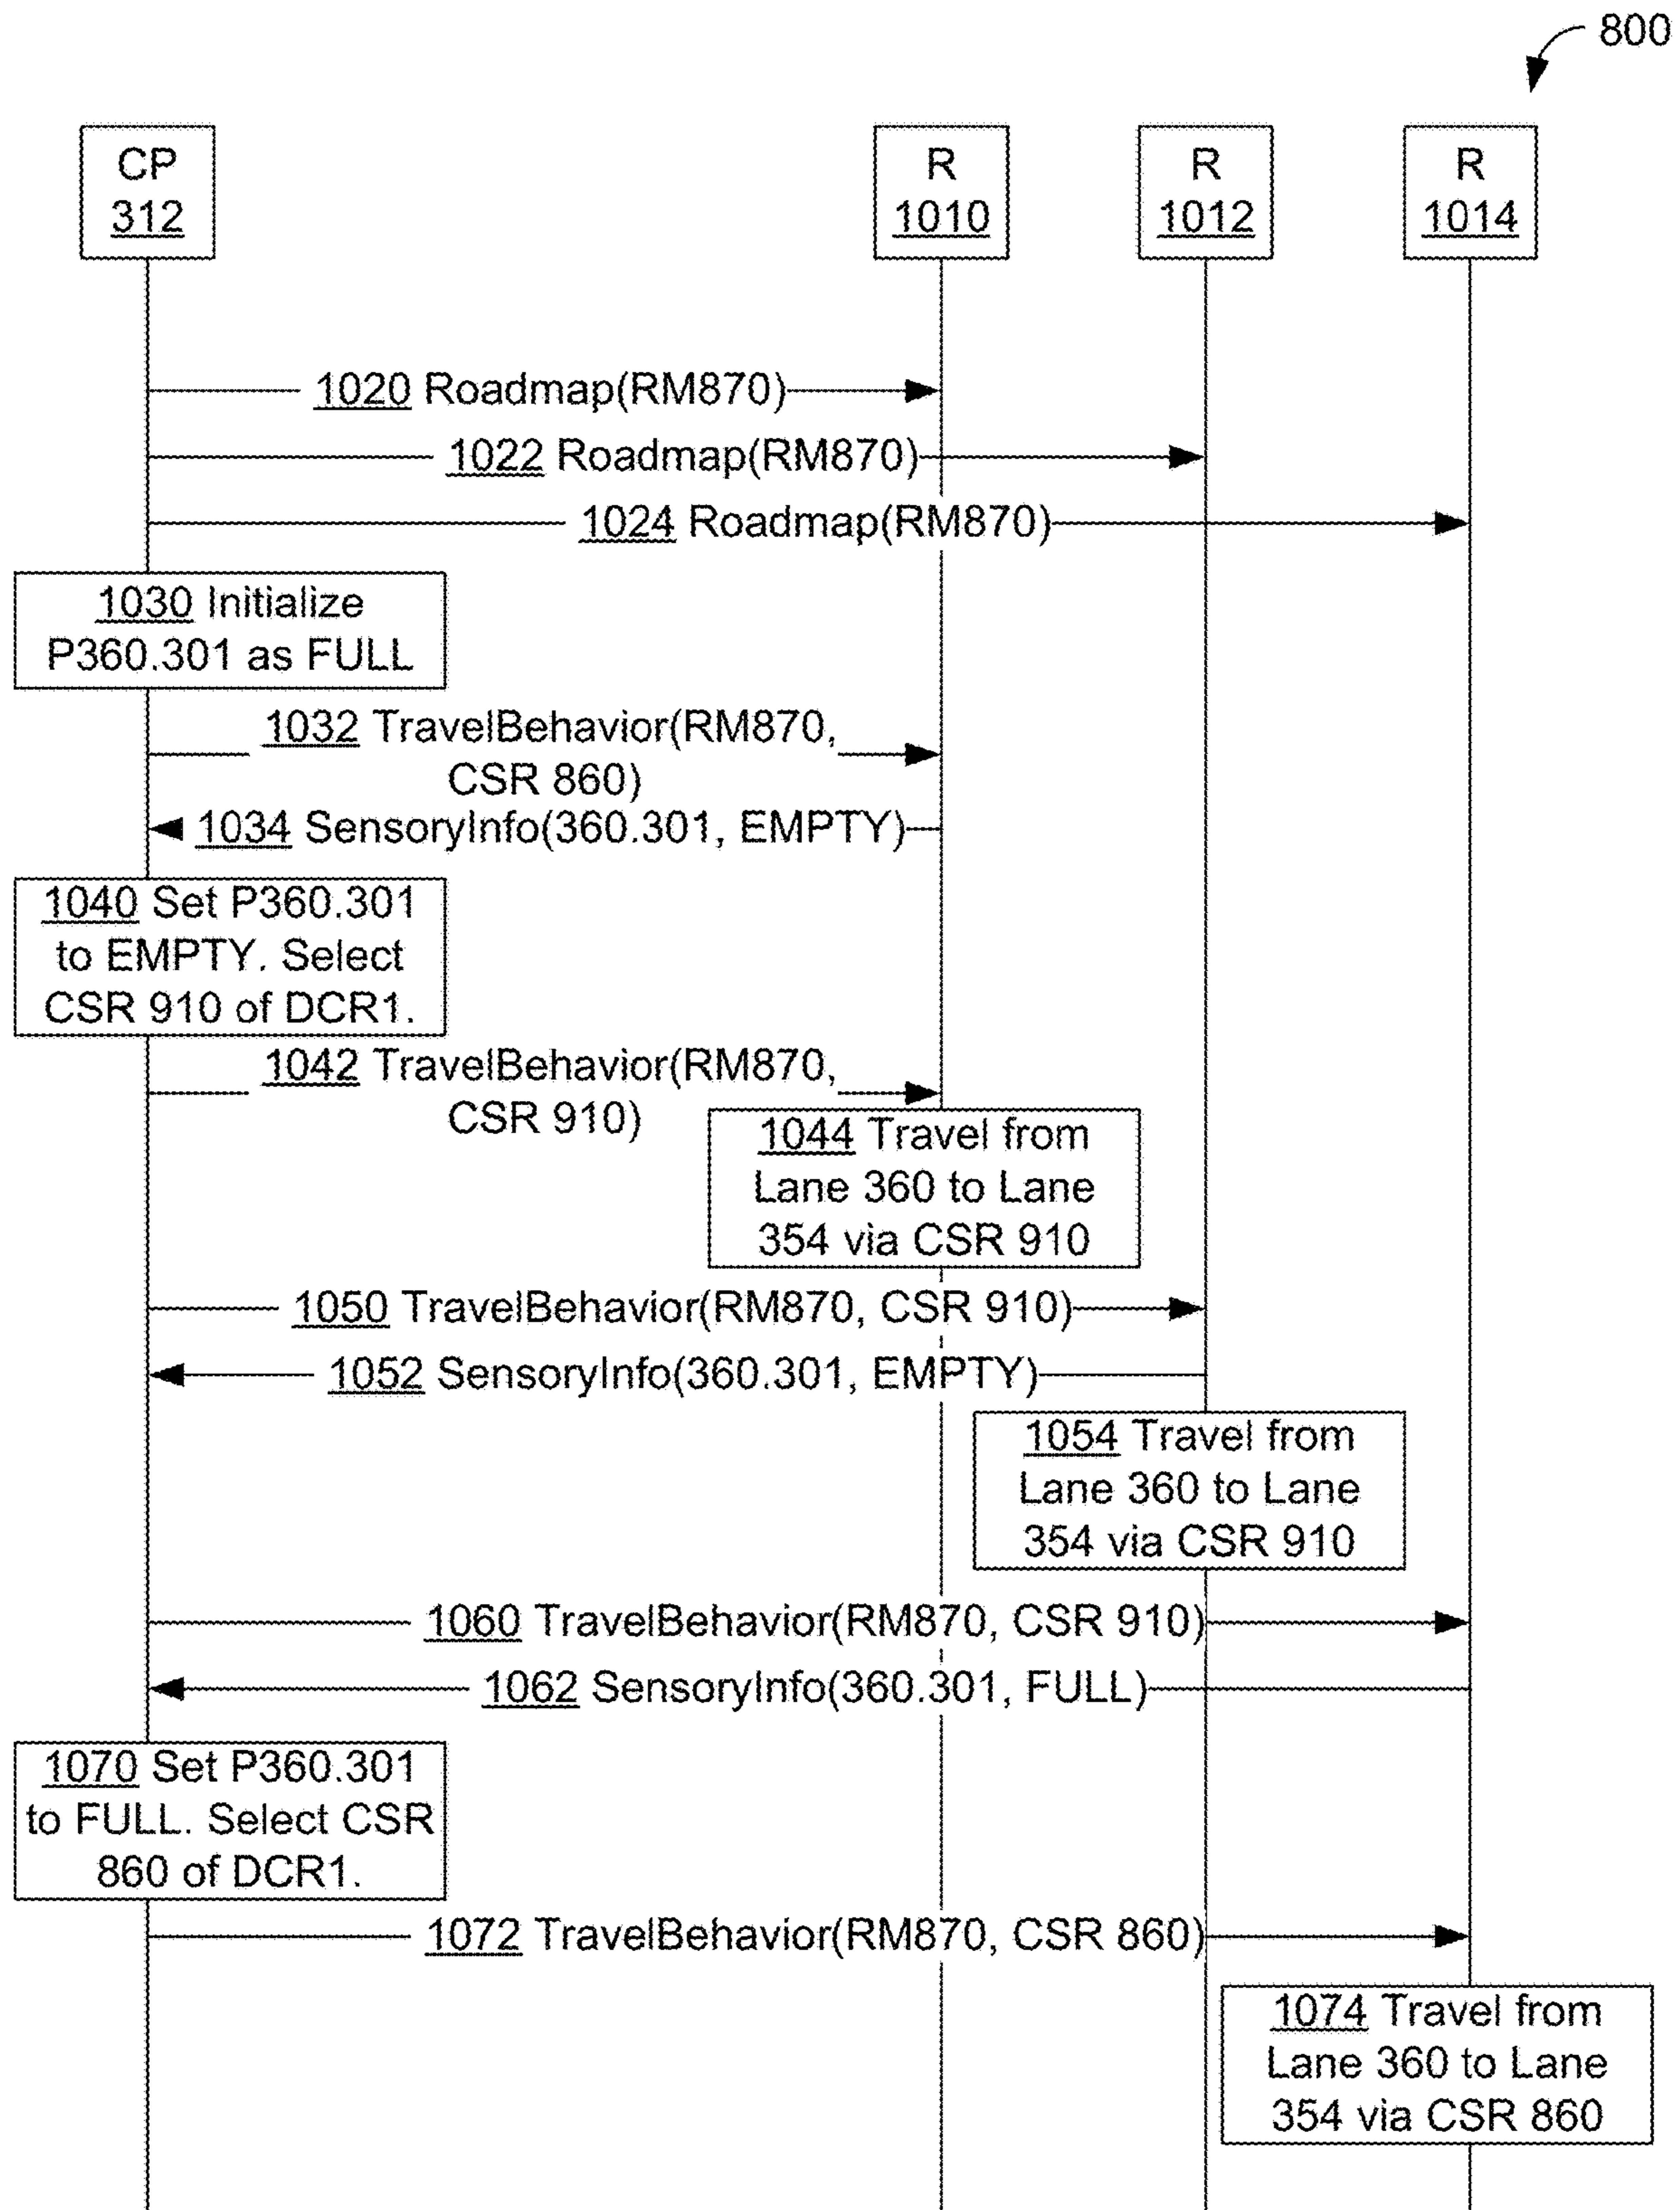 800
CP
312
R
1010
R
1012
R
1014
1020 Roadmap(RM870)
1022 Roadmap(RM870)
1024 Roadmap(RM870)
1030 Initialize
P360.301 as FULL
1032 TravelBehavior(RM870,
CSR 860)
1034 SensoryInfo(360.301, EMPTY)
1040 Set P360.301
to EMPTY. Select
CSR 910 of DCR1.
1042 TravelBehavior(RM870,
CSR 910)
1044 Travel from
Lane 360 to Lane
354 via CSR 910
1050 TravelBehavior(RM870, CSR 910)
1052 SensoryInfo(360.301, EMPTY)
1054 Travel from
Lane 360 to Lane
354 via CSR 910
1060 TravelBehavior(RM870, CSR 910)
1062 SensoryInfo(360.301, FULL)
1070 Set P360.301
to FULL. Select CSR
860 of DCR1.
1072 TravelBehavior(RM870, CSR 860)
1074 Travel from
Lane 360 to Lane
354 via CSR 860